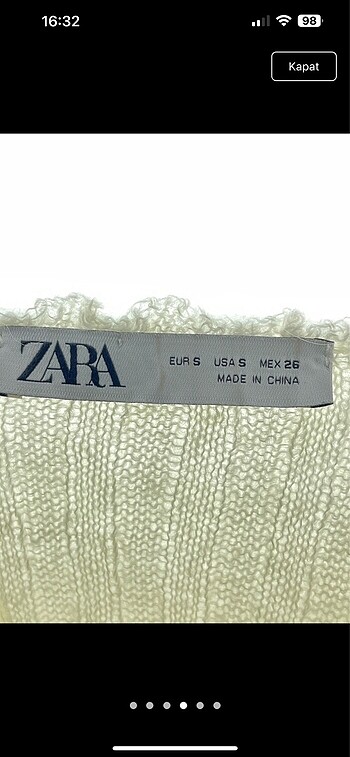 16:32
98
Kapat
ZARA
EUR S USA S MEX 26
MADE IN CHINA